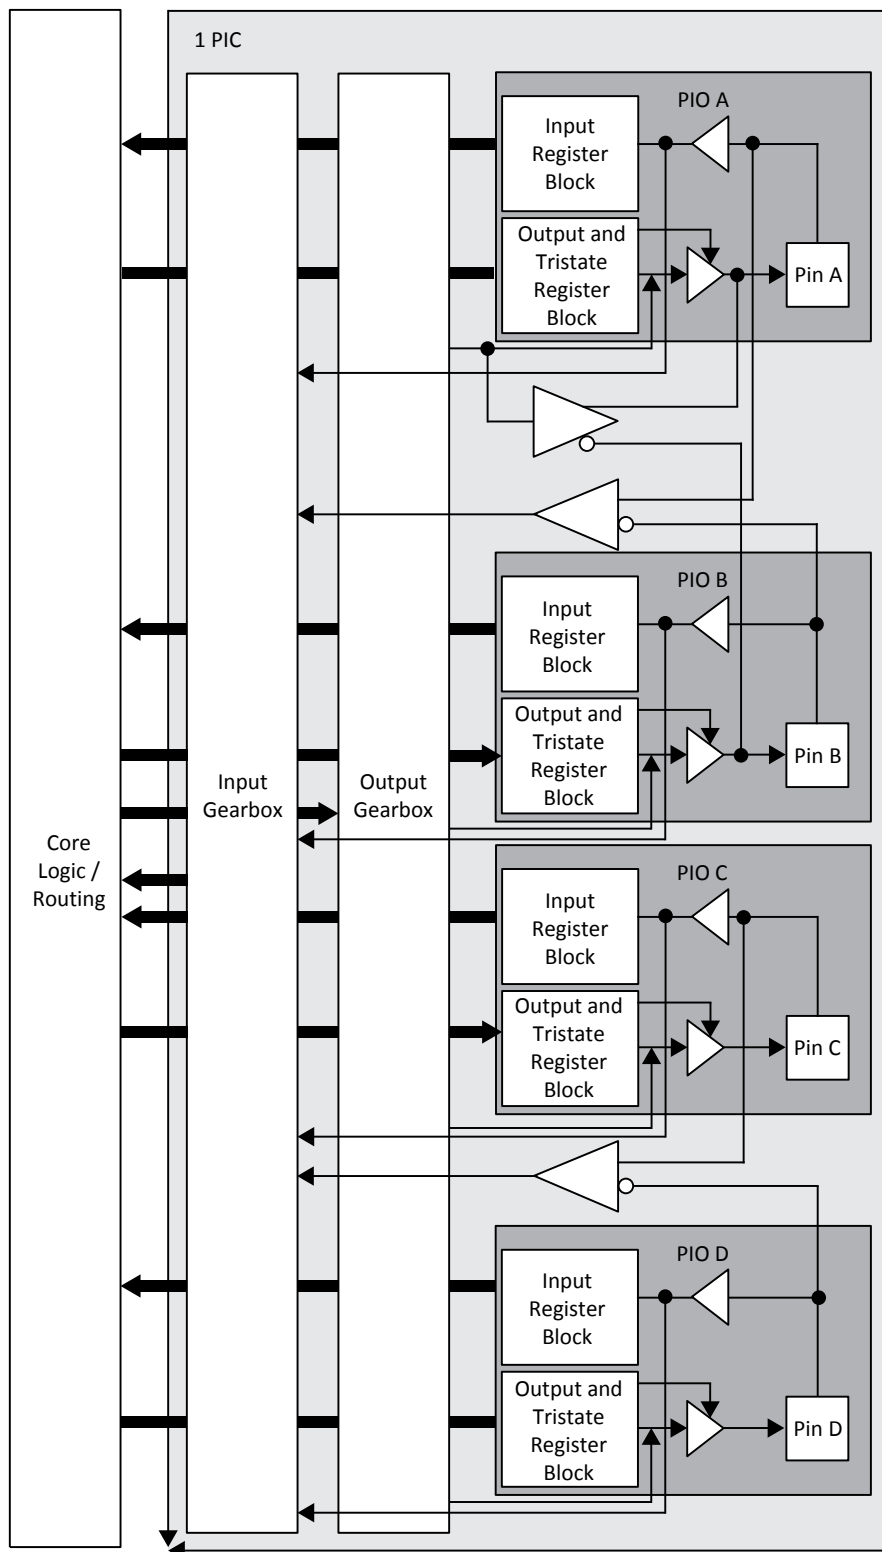 1 PIC
PIO A
Input
Register
Block
Output and
Tristate
Register
Block
Pin A
PIO B
Input
Register
Block
Output and
Tristate
Register
Block
Pin B
Input
Gearbox
Output
Gearbox
Core
Logic /
Routing
PIO C
Input
Register
Block
Output and
Tristate
Register
Block
Pin C
PIO D
Input
Register
Block
Output and
Tristate
Register
Block
Pin D